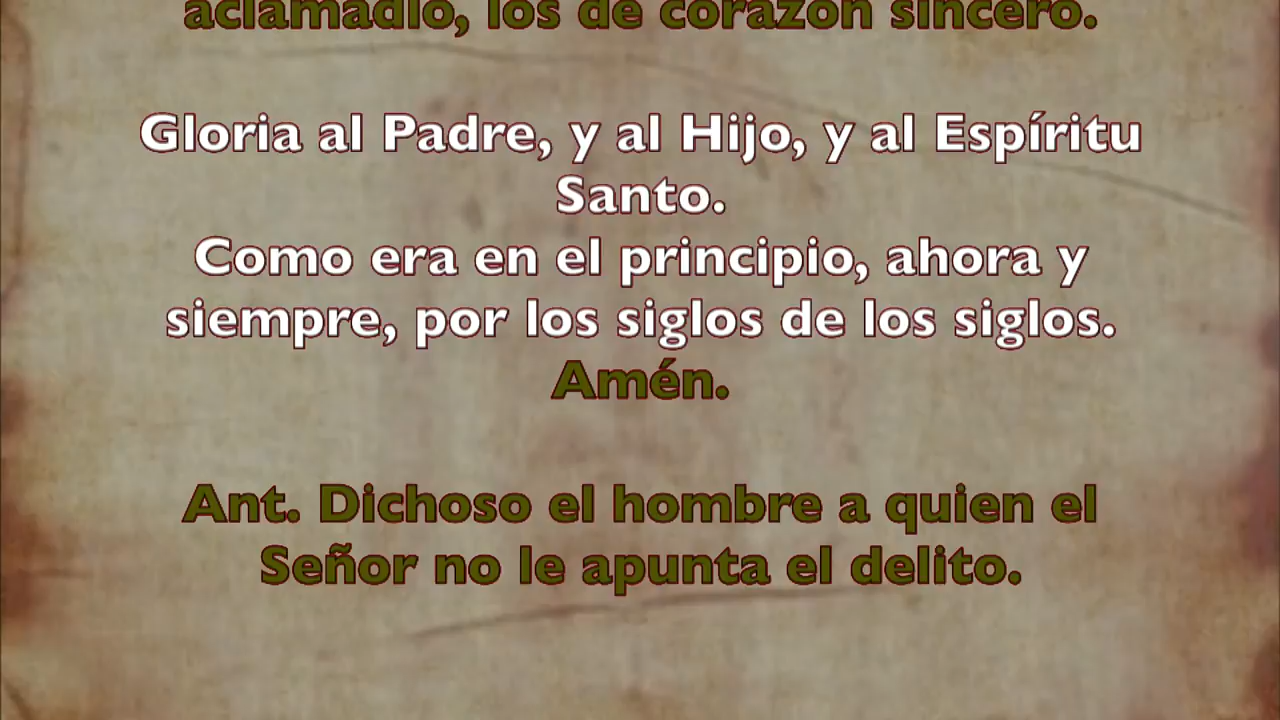 aclamadlo, los de corazón sincero.
Gloria al Padre, y al Hijo, y al Espíritu
Santo.
Como era en el principio, ahora y
siempre, por los siglos de los siglos.
Amén.
Ant. Dichoso el hombre a quien el
Señor no le apunta el delito.